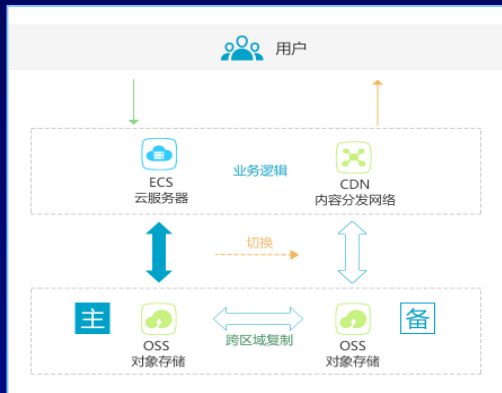 用户
ECS
云服务器
业务逻辑
CDN
内容分发网络
切换
主
OSS
对象存储
跨区域复制
OSS
对象存储
备